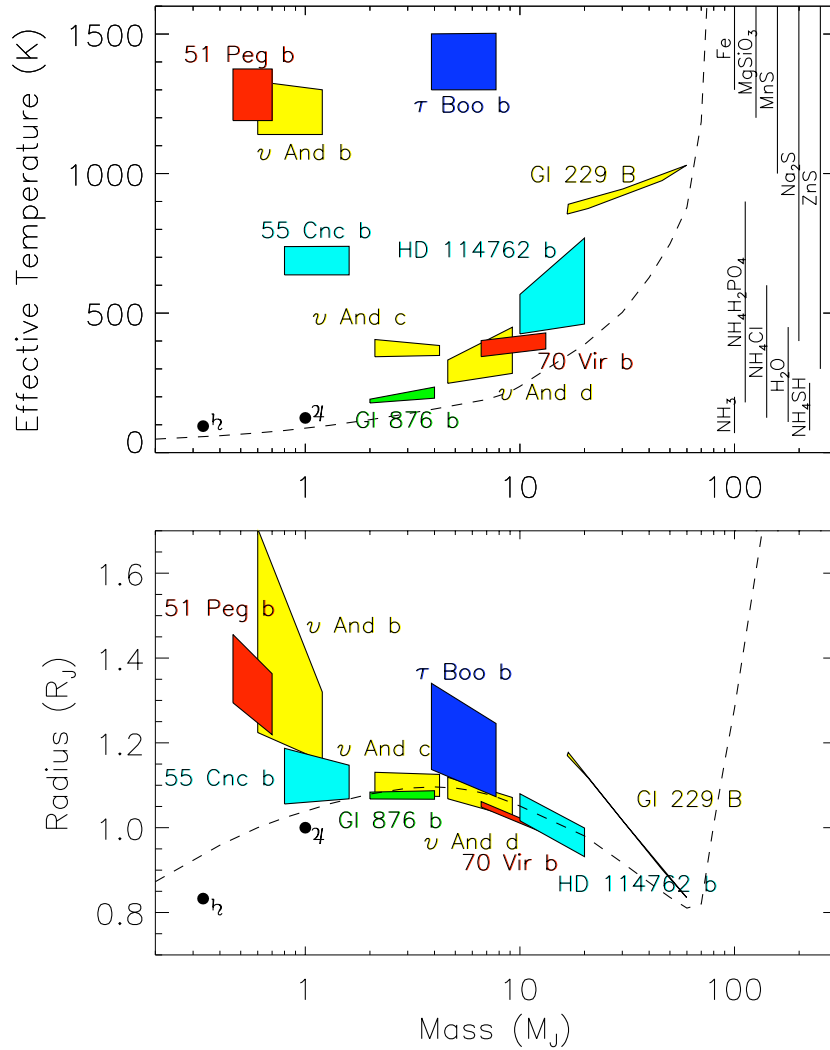 Effective Temperature (K)
1500
1000
500
0
51 Peg b
υ And b
τ Boo b
Gl 229 B
55 Cnc b
HD 114762 b
υ And c
70 Vir b
υ And d
Gl 876 b
♄
♃
Fe
MgSiO₃
MnS
Na₂S
ZnS
NH₄H₂PO₄
NH₄Cl
H₂O
NH₄SH
NH₃
1
10
100
Radius (R_J)
1.6
1.4
1.2
1.0
0.8
51 Peg b
υ And b
τ Boo b
υ And c
55 Cnc b
Gl 229 B
Gl 876 b
υ And d
70 Vir b
HD 114762 b
♃
♄
1
10
100
Mass (M_J)